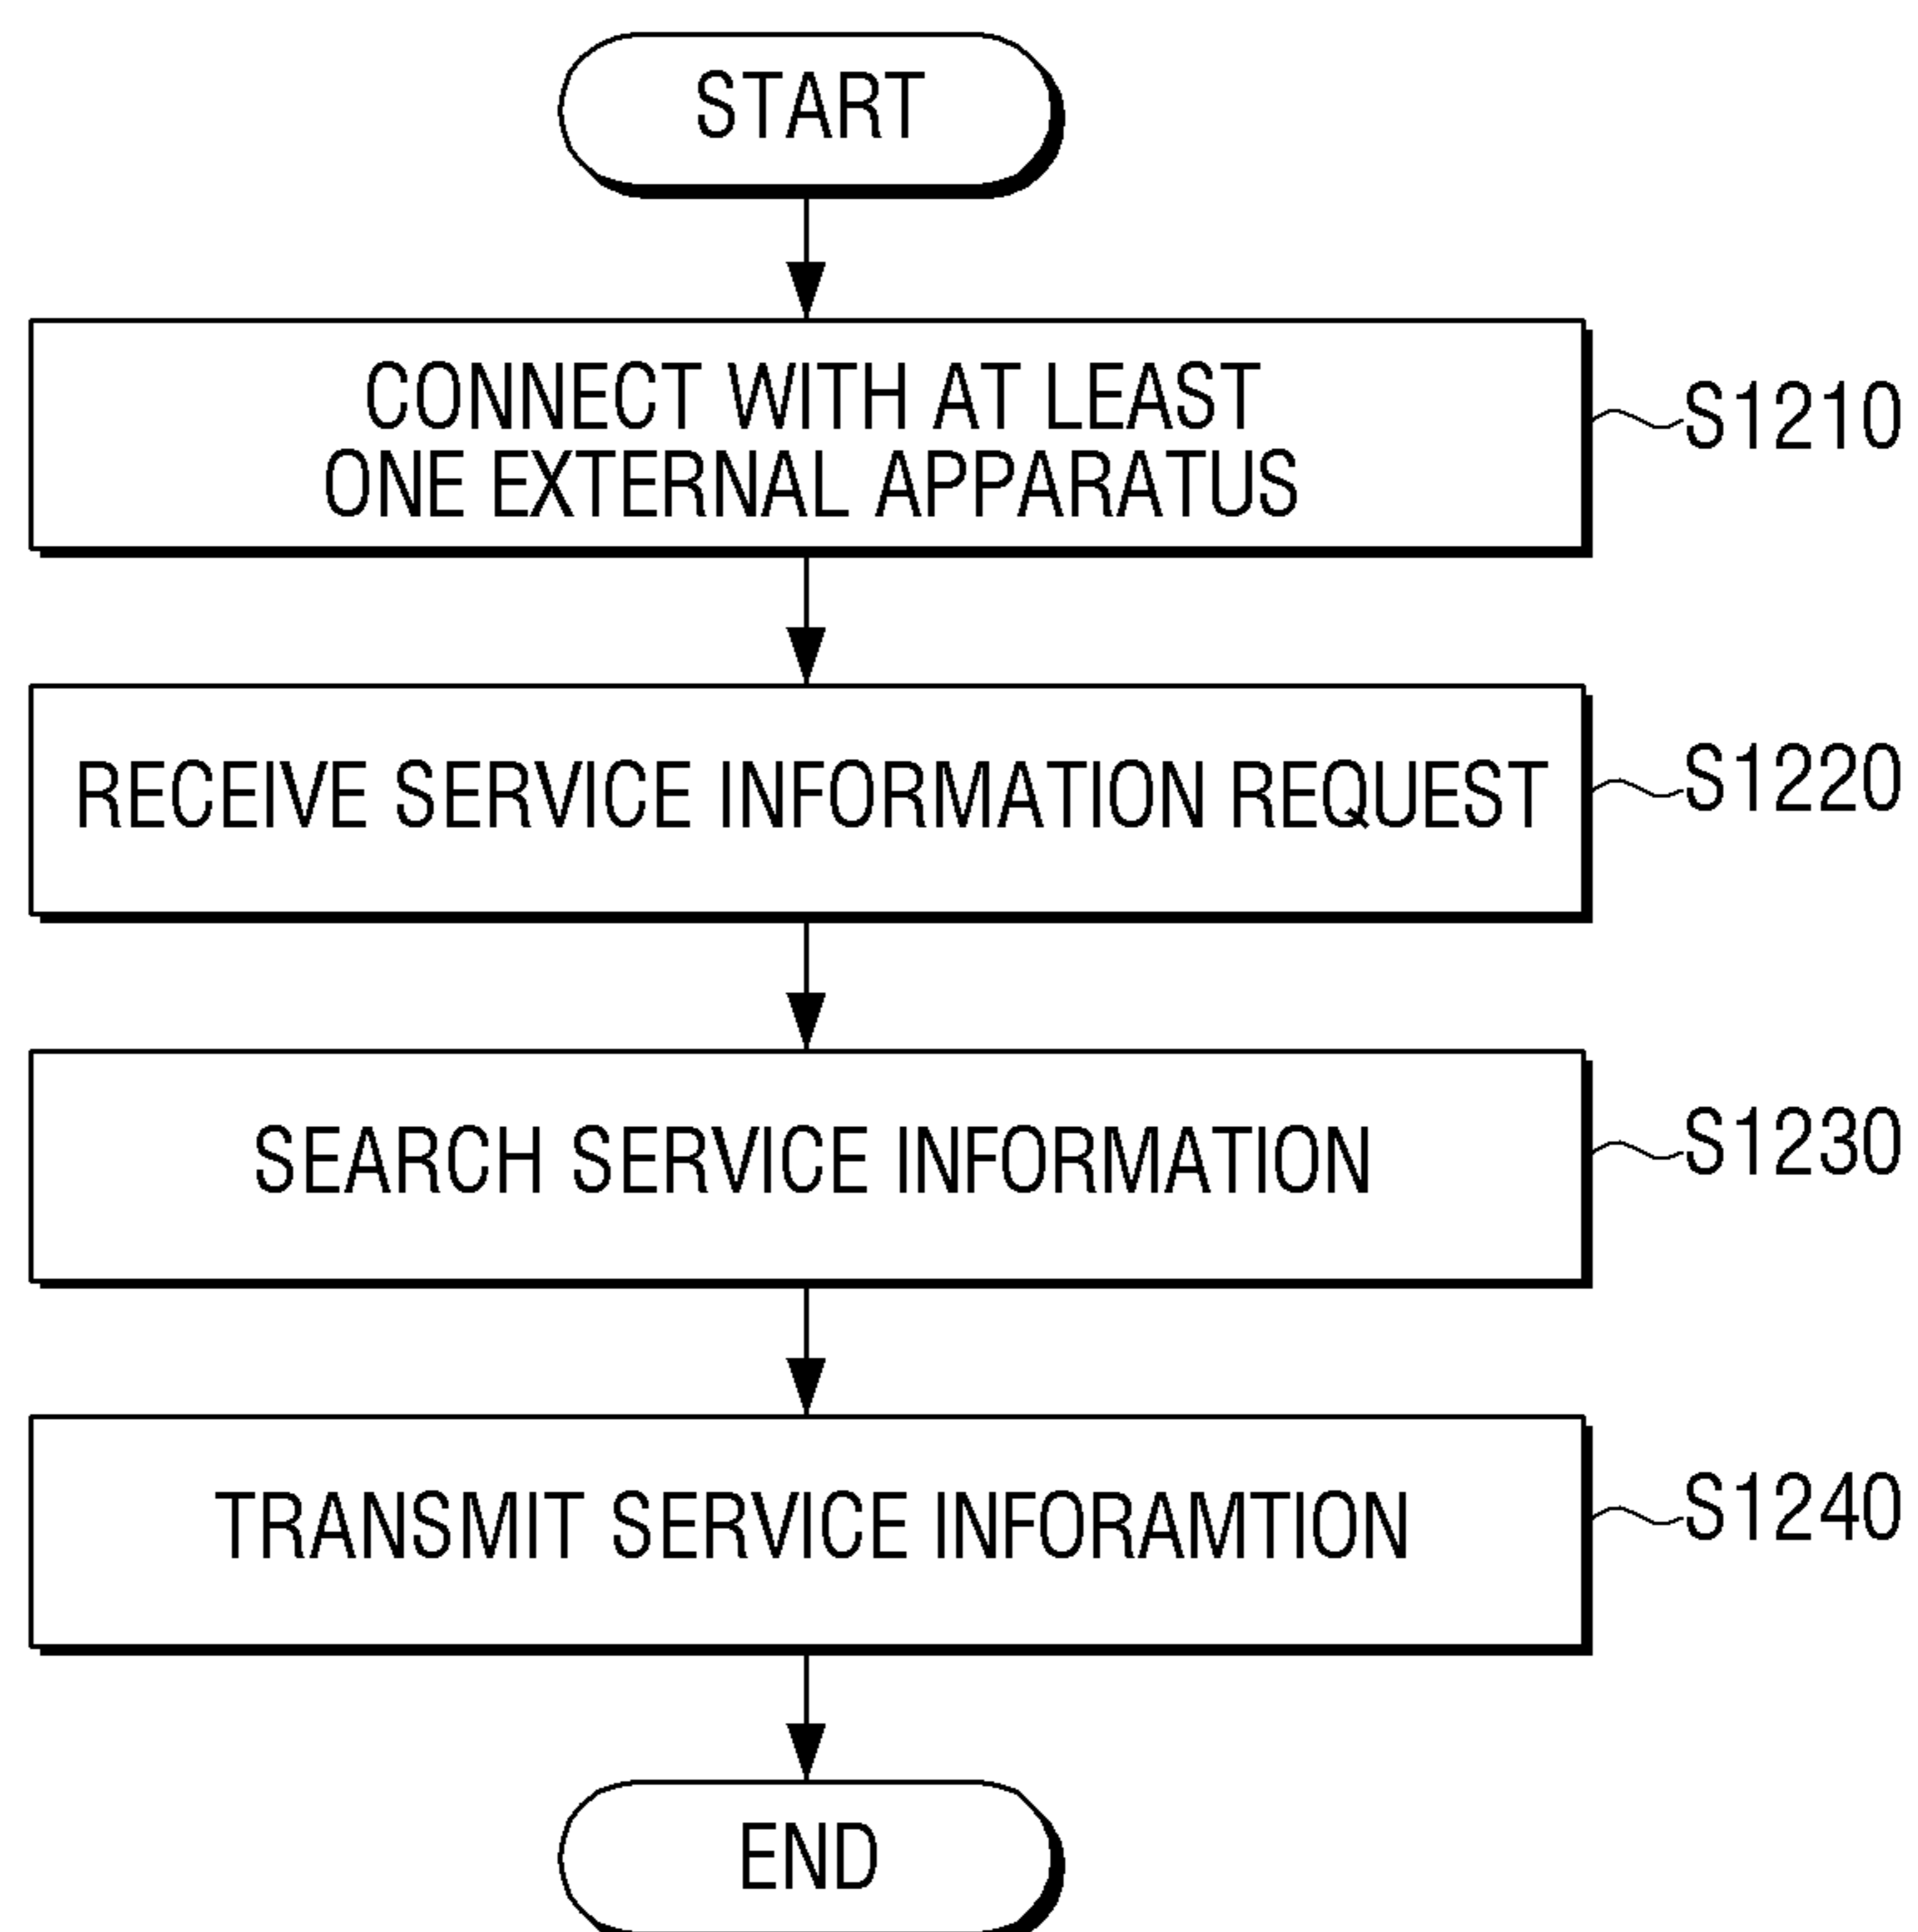 START
CONNECT WITH AT LEAST
ONE EXTERNAL APPARATUS
S1210
RECEIVE SERVICE INFORMATION REQUEST
S1220
SEARCH SERVICE INFORMATION
S1230
TRANSMIT SERVICE INFORAMTION
S1240
END